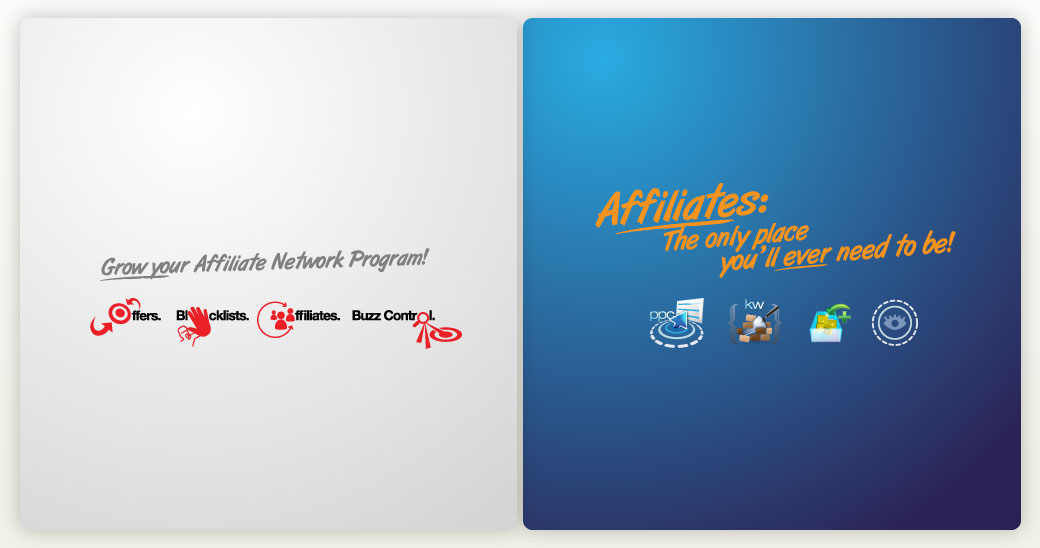 Grow your Affiliate Network Program!
Offers. Blacklists. Affiliates. Buzz Control.
Affiliates:
The only place
you'll ever need to be!
ppc kw